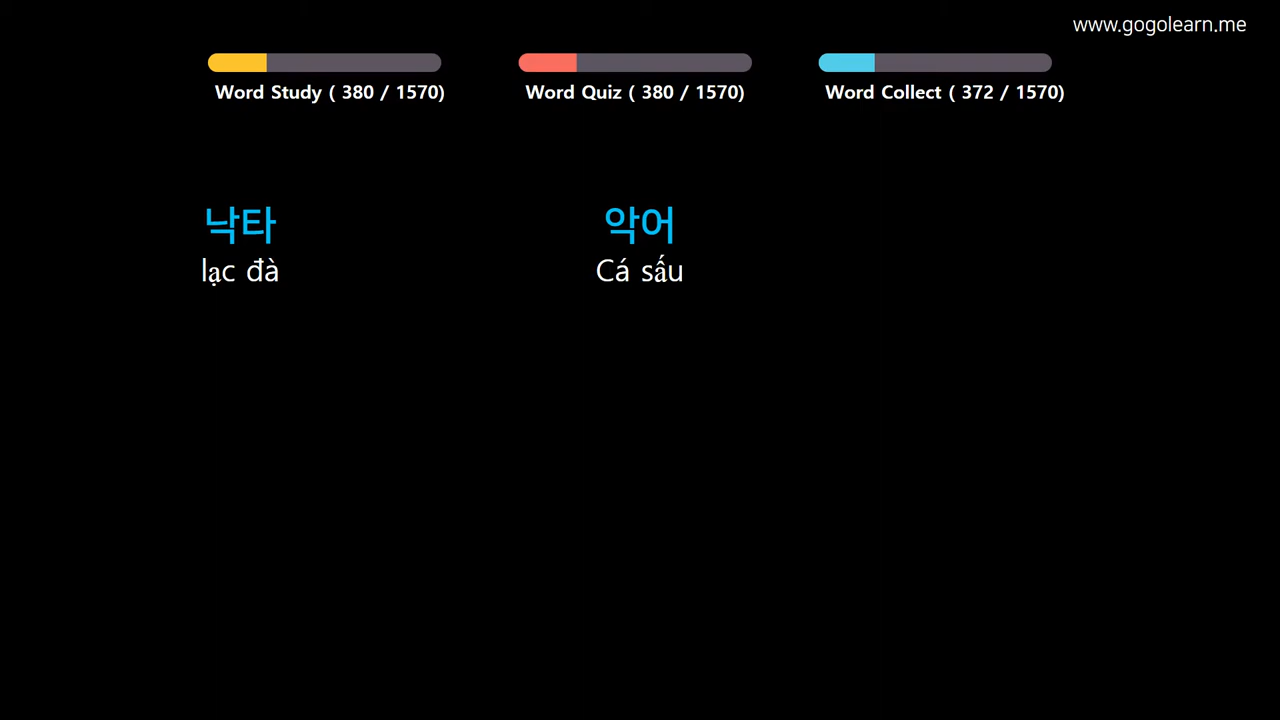 www.gogolearn.me
Word Study ( 380 / 1570)
Word Quiz ( 380 / 1570)
Word Collect ( 372 / 1570)
낙타
lạc đà
악어
Cá sấu